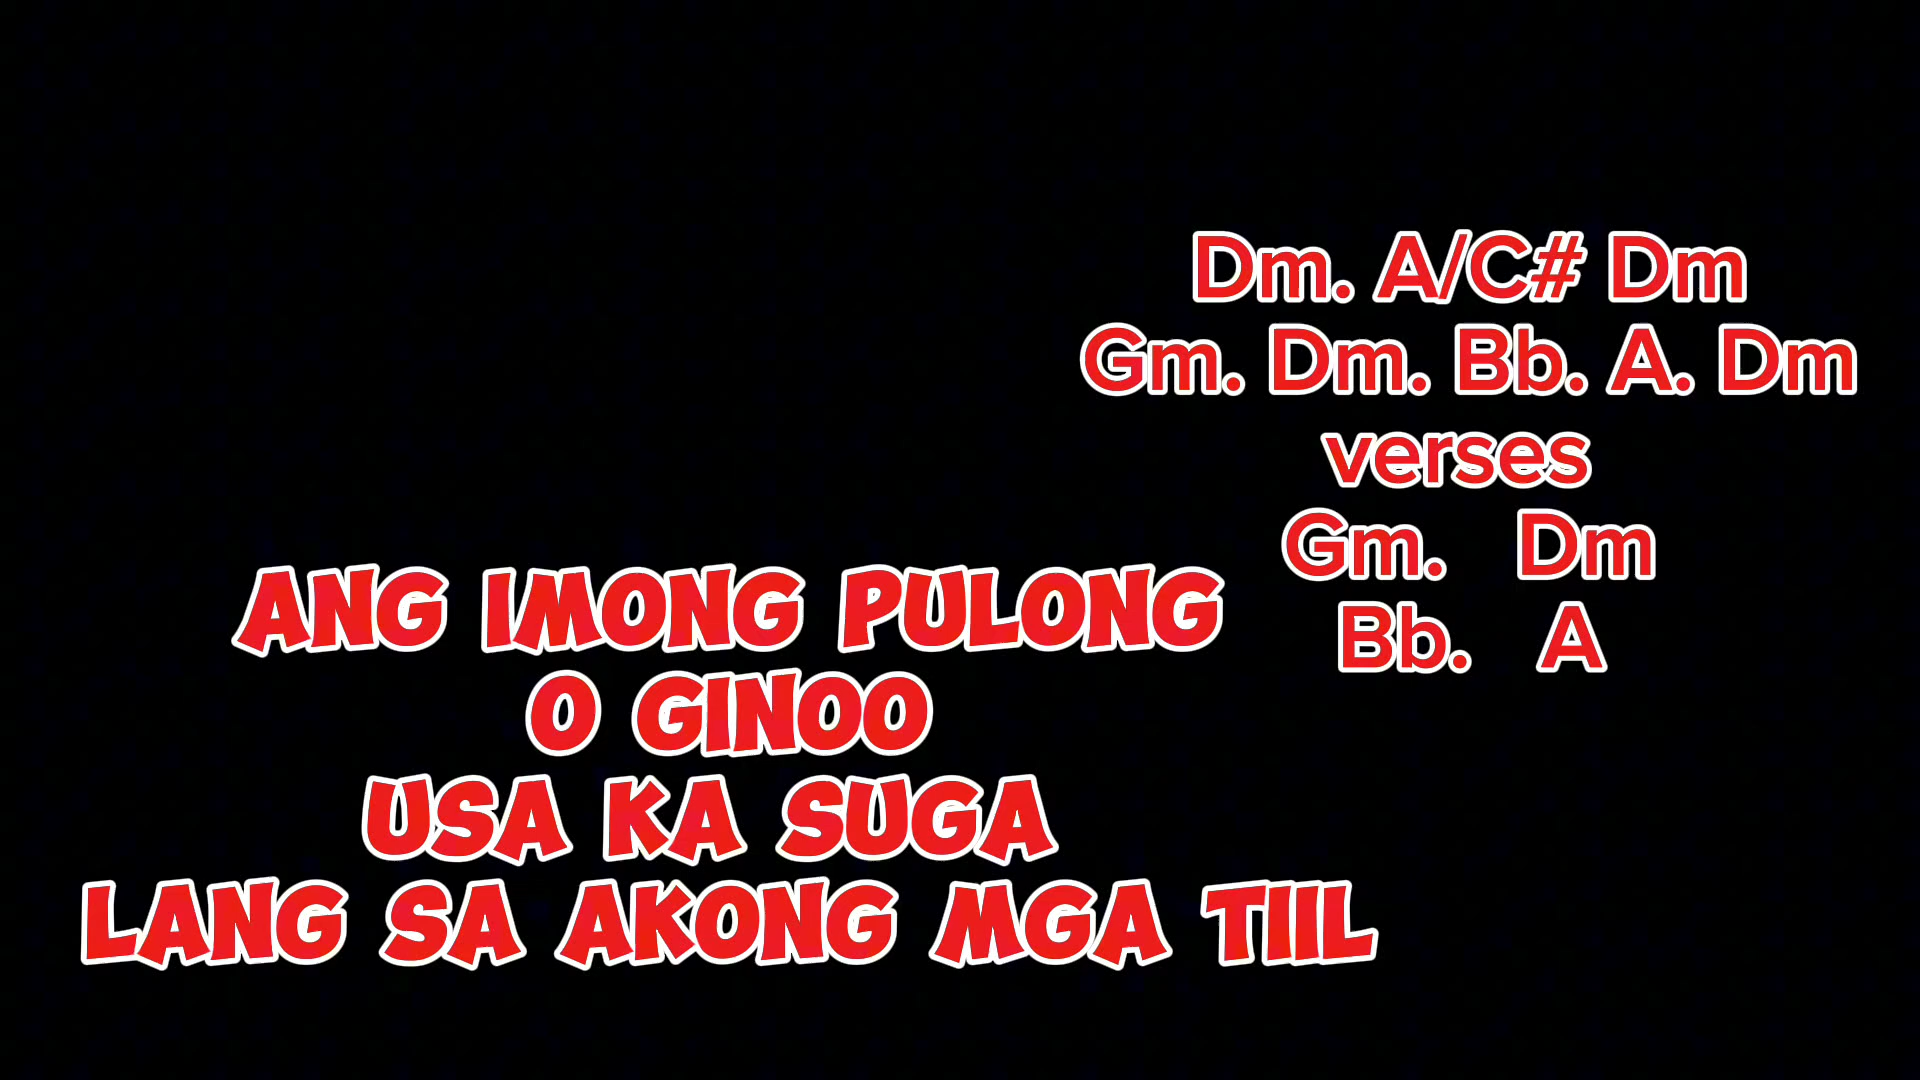 Dm. A/C# Dm
Gm. Dm. Bb. A. Dm
verses
Gm. Dm
Bb. A
ANG IMONG PULONG
O GINOO
USA KA SUGA
LANG SA AKONG MGA TIIL